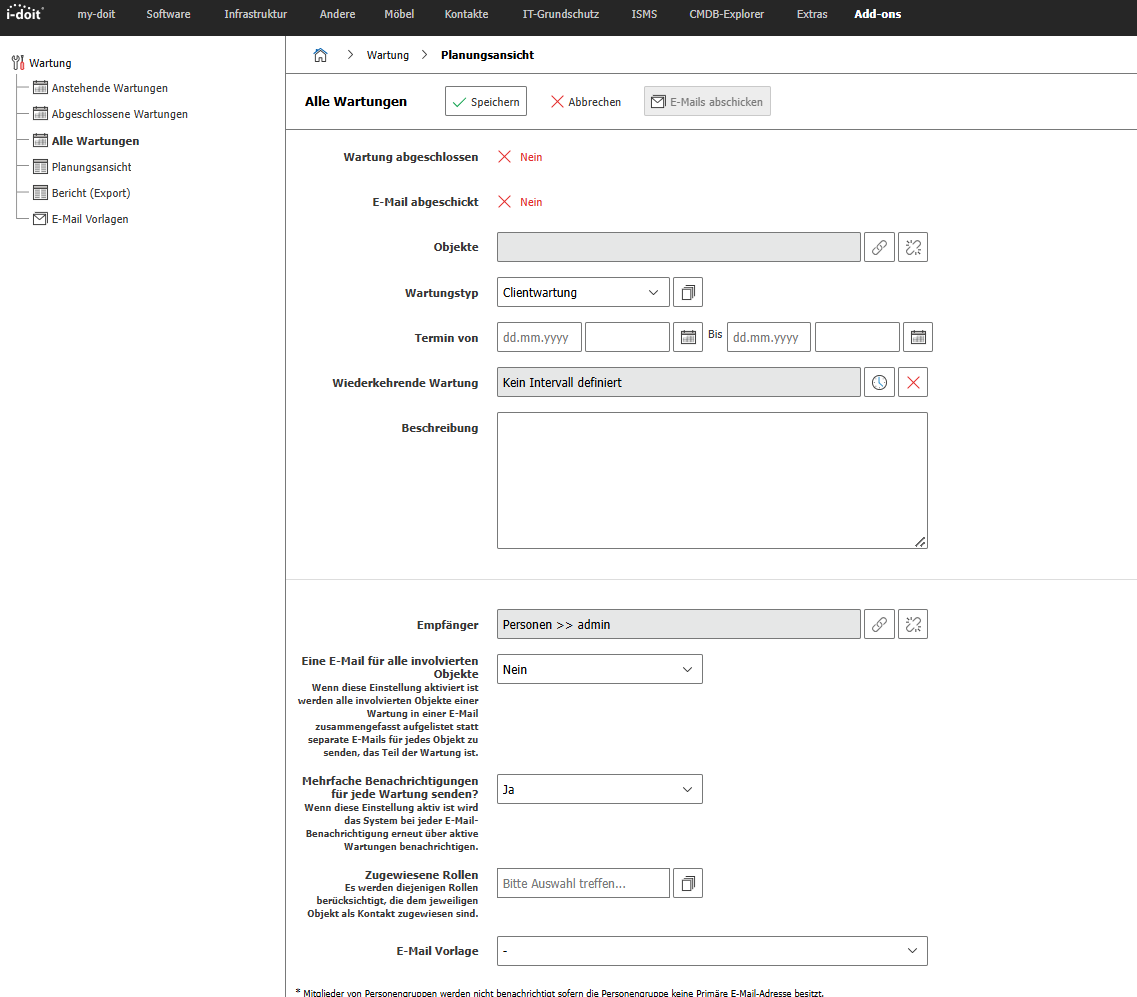 i-doit my-doit Software Infrastruktur Andere Möbel Kontakte IT-Grundschutz ISMS CMDB-Explorer Extras Add-ons
Wartung
Anstehende Wartungen
Abgeschlossene Wartungen
Alle Wartungen
Planungsansicht
Bericht (Export)
E-Mail Vorlagen
Wartung Planungsansicht
Alle Wartungen Speichern Abbrechen E-Mails abschicken
Wartung abgeschlossen Nein
E-Mail abgeschickt Nein
Objekte
Wartungstyp Clientwartung
Termin von dd.mm.yyyy Bis dd.mm.yyyy
Wiederkehrende Wartung Kein Intervall definiert
Beschreibung
Empfänger Personen >> admin
Eine E-Mail für alle involvierten
Objekte
Nein
Wenn diese Einstellung aktiviert ist
werden alle involvierten Objekte einer
Wartung in einer E-Mail
zusammengefasst aufgelistet statt
separate E-Mails für jedes Objekt zu
senden, das Teil der Wartung ist.
Mehrfache Benachrichtigungen
für jede Wartung senden?
Ja
Wenn diese Einstellung aktiv ist wird
das System bei jeder E-Mail-
Benachrichtigung erneut über aktive
Wartungen benachrichtigen.
Zugewiesene Rollen Bitte Auswahl treffen...
Es werden diejenigen Rollen
berücksichtigt, die dem jeweiligen
Objekt als Kontakt zugewiesen sind.
E-Mail Vorlage -
* Mitglieder von Personengruppen werden nicht benachrichtigt sofern die Personengruppe keine Primäre E-Mail-Adresse besitzt.